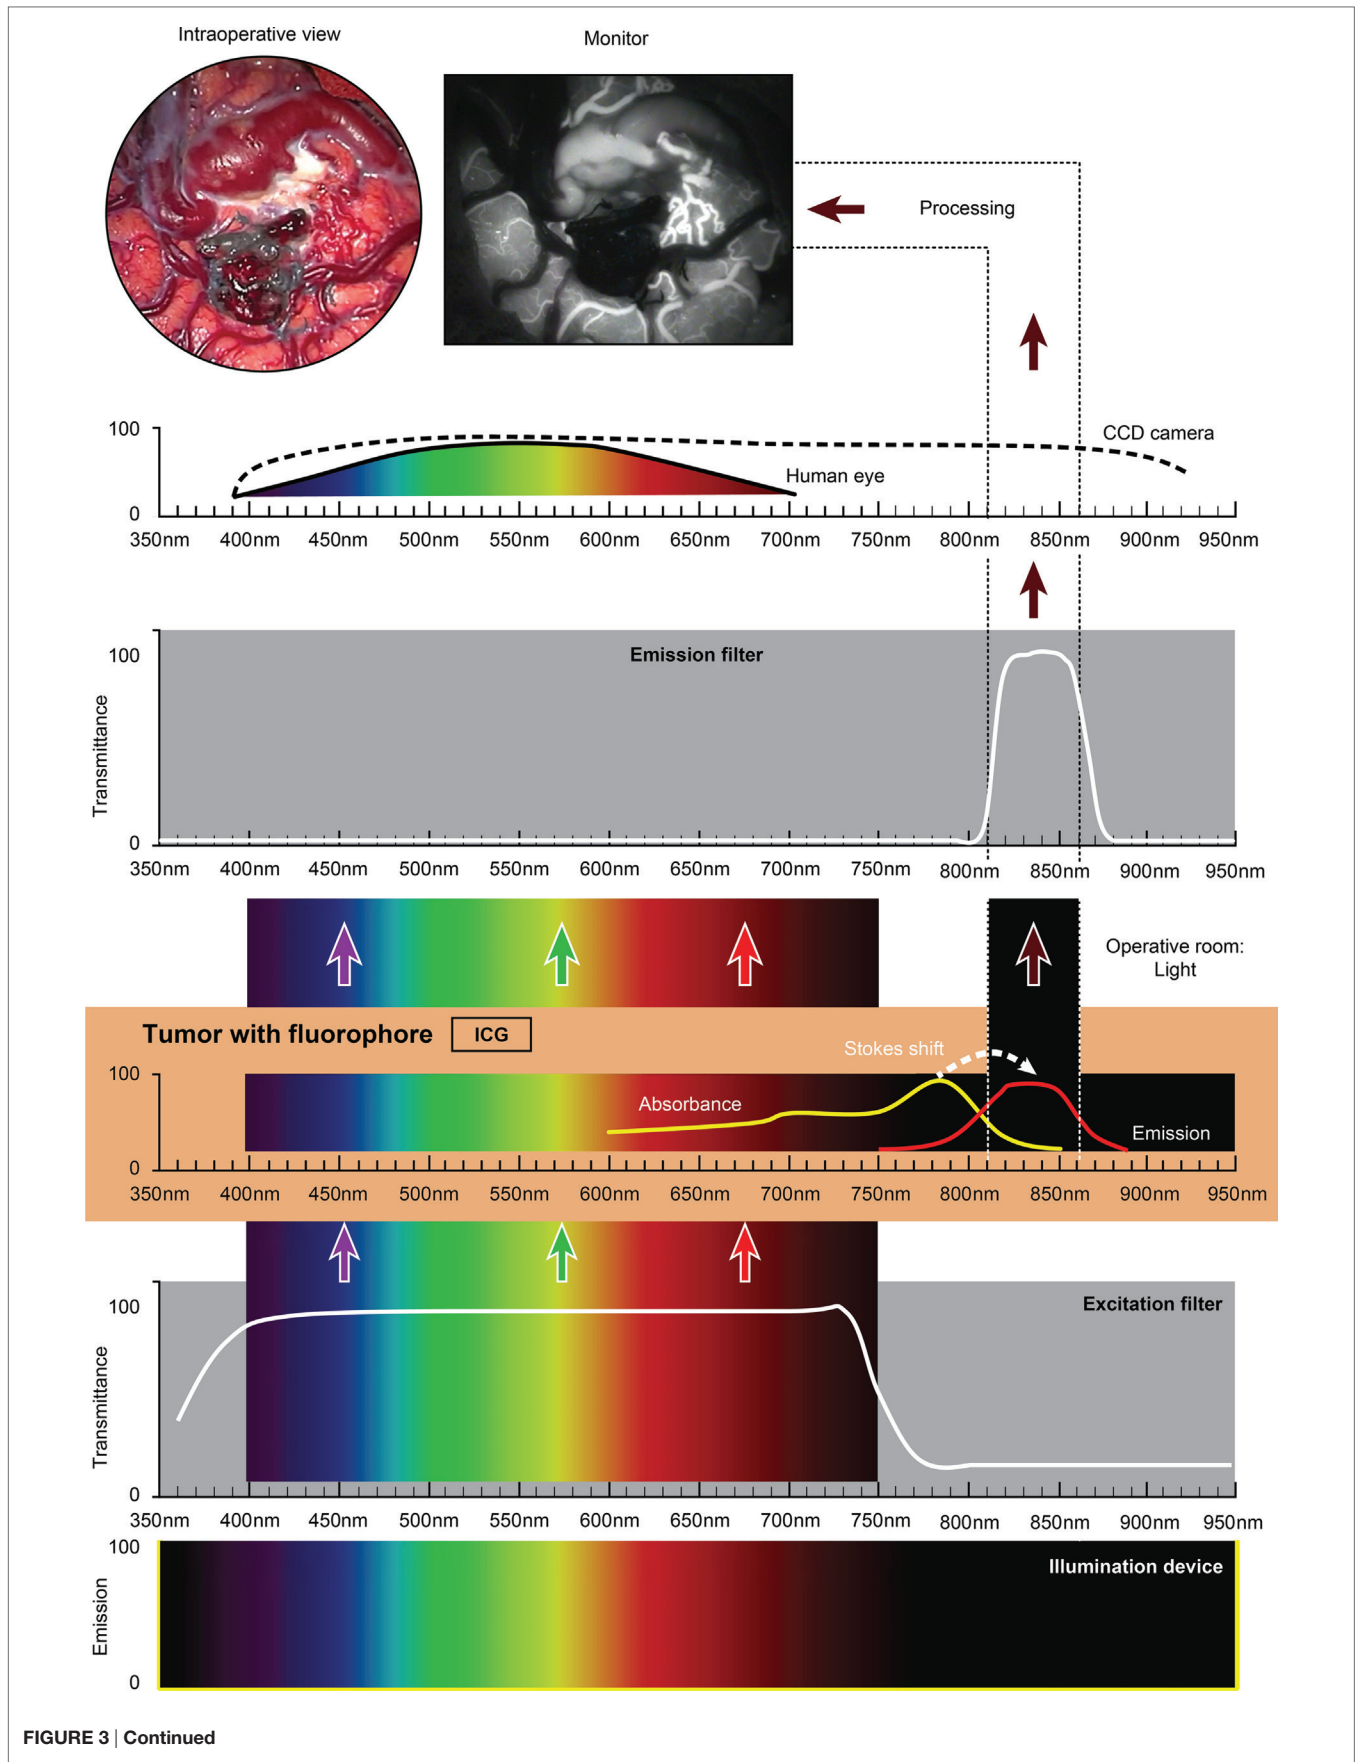 Intraoperative view
Monitor
Processing
100
0
CCD camera
Human eye
350nm 400nm 450nm 500nm 550nm 600nm 650nm 700nm 750nm 800nm 850nm 900nm 950nm
Emission filter
Transmittance
100
0
350nm 400nm 450nm 500nm 550nm 600nm 650nm 700nm 750nm 800nm 850nm 900nm 950nm
Operative room:
Light
Tumor with fluorophore ICG
Stokes shift
100
0
Absorbance
Emission
350nm 400nm 450nm 500nm 550nm 600nm 650nm 700nm 750nm 800nm 850nm 900nm 950nm
Excitation filter
Transmittance
100
0
350nm 400nm 450nm 500nm 550nm 600nm 650nm 700nm 750nm 800nm 850nm 900nm 950nm
Illumination device
Emission
100
0
FIGURE 3 | Continued